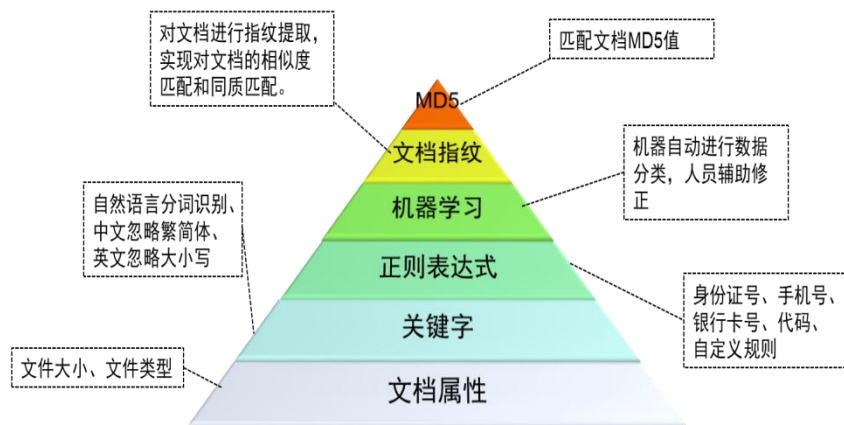 对文档进行指纹提取，
实现对文档的相似度
匹配和同质匹配。
匹配文档MD5值
MD5
文档指纹
机器自动进行数据
分类，人员辅助修
正
机器学习
自然语言分词识别、
中文忽略繁简体、
英文忽略大小写
正则表达式
身份证号、手机号、
银行卡号、代码、
自定义规则
关键字
文件大小、文件类型
文档属性